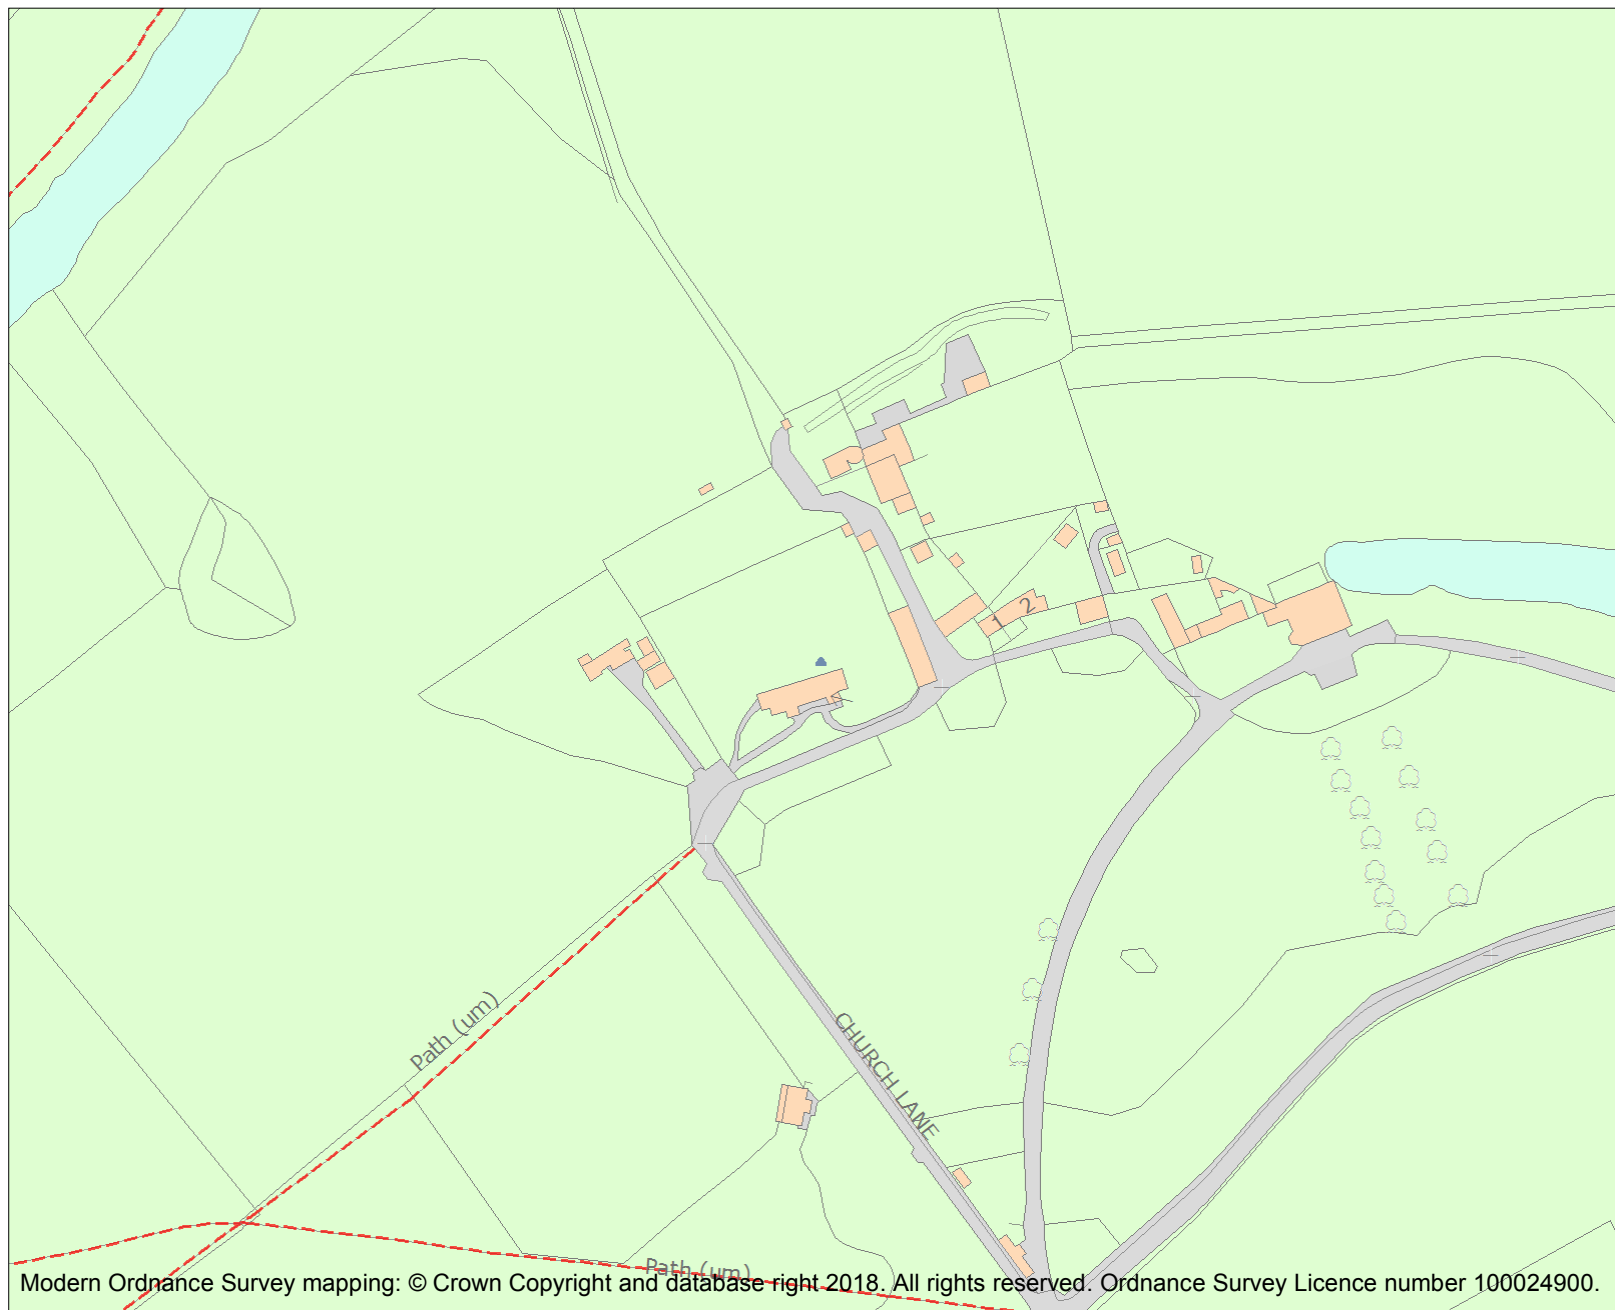 2
1
Path (um)
CHURCH LANE
Path (um)
Modern Ordnance Survey mapping: © Crown Copyright and database right 2018. All rights reserved. Ordnance Survey Licence number 100024900.